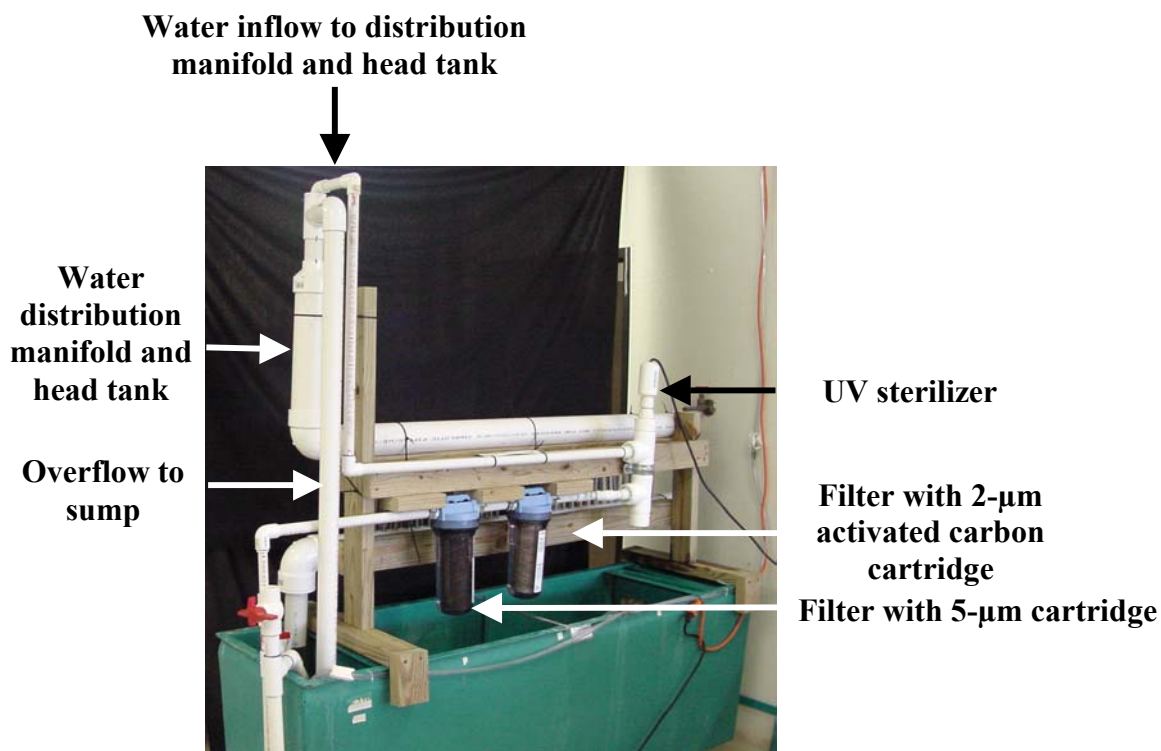 Water inflow to distribution
manifold and head tank
Water
distribution
manifold and
head tank
Overflow to
sump
UV sterilizer
Filter with 2-µm
activated carbon
cartridge
Filter with 5-µm cartridge